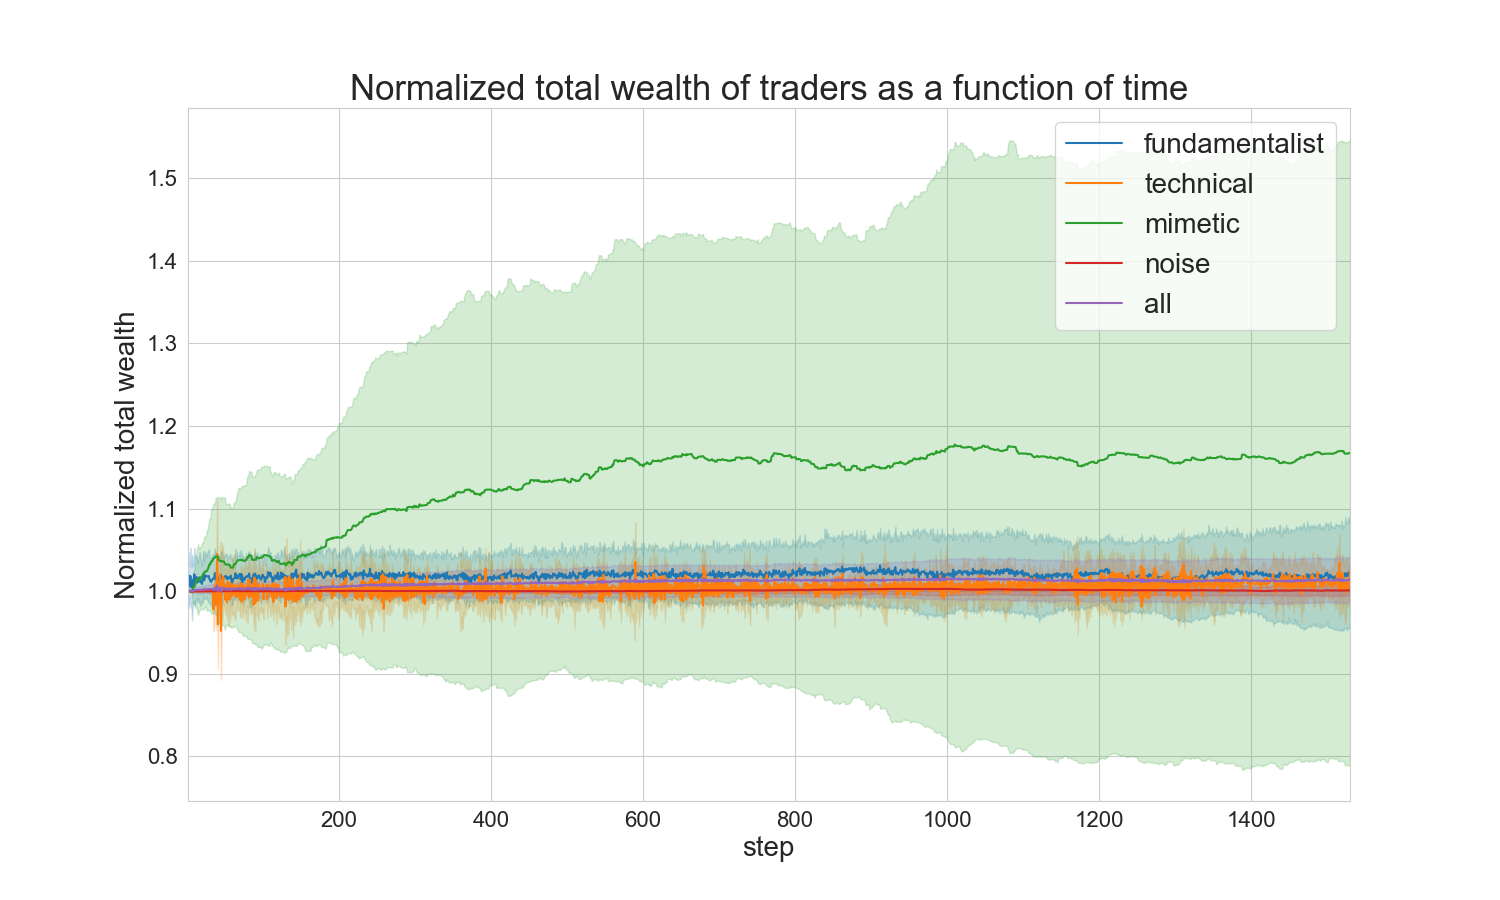 Normalized total wealth of traders as a function of time
fundamentalist
technical
mimetic
noise
all
Normalized total wealth
1.5
1.4
1.3
1.2
1.1
1.0
0.9
0.8
200 400 600 800 1000 1200 1400
step